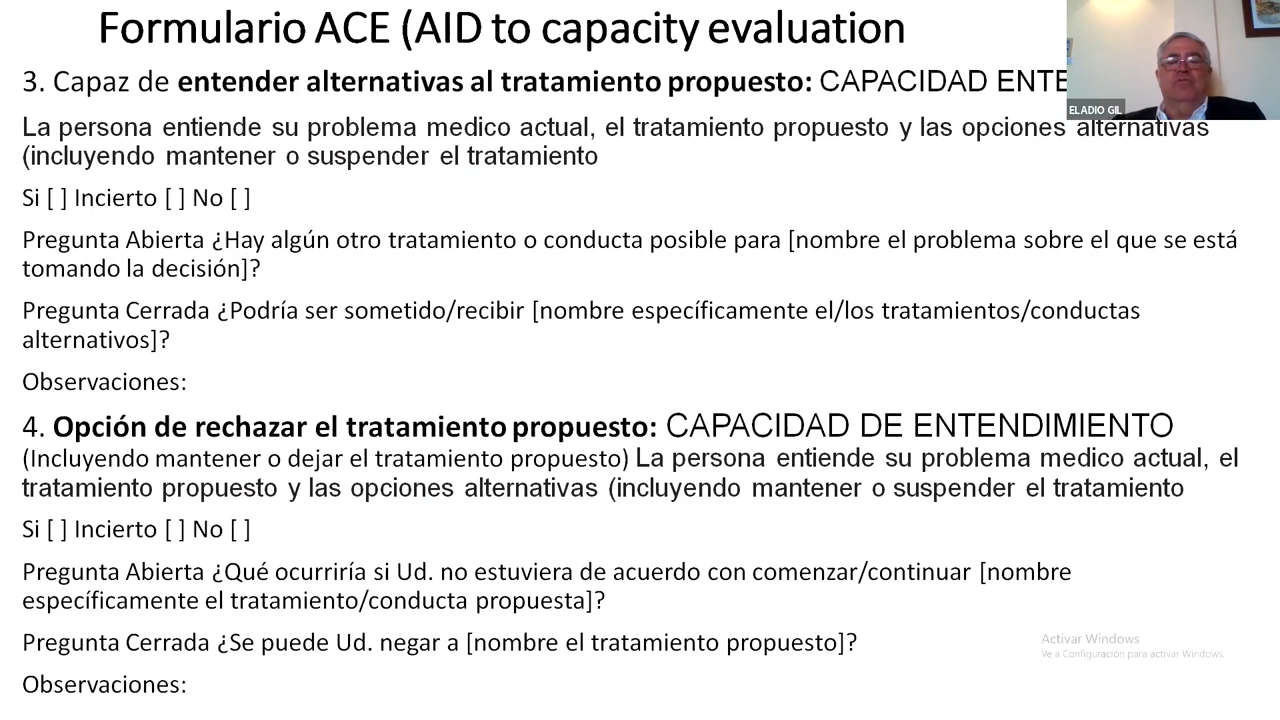 Formulario ACE (AID to capacity evaluation
3. Capaz de entender alternativas al tratamiento propuesto: CAPACIDAD
ELADIO GIL
La persona entiende su problema medico actual, el tratamiento propuesto y las opciones alternativas
(incluyendo mantener o suspender el tratamiento
Si [ ] Incierto [ ] No [ ]
Pregunta Abierta ¿Hay algún otro tratamiento o conducta posible para [nombre el problema sobre el que se está
tomando la decisión]?
Pregunta Cerrada ¿Podría ser sometido/recibir [nombre específicamente el/los tratamientos/conductas
alternativos]?
Observaciones:
4. Opción de rechazar el tratamiento propuesto: CAPACIDAD DE ENTENDIMIENTO
(Incluyendo mantener o dejar el tratamiento propuesto) La persona entiende su problema medico actual, el
tratamiento propuesto y las opciones alternativas (incluyendo mantener o suspender el tratamiento
Si [ ] Incierto [ ] No [ ]
Pregunta Abierta ¿Qué ocurriría si Ud. no estuviera de acuerdo con comenzar/continuar [nombre
específicamente el tratamiento/conducta propuesta]?
Pregunta Cerrada ¿Se puede Ud. negar a [nombre el tratamiento propuesto]?
Activar Windows
Ve a Configuración para activar Windows.
Observaciones: